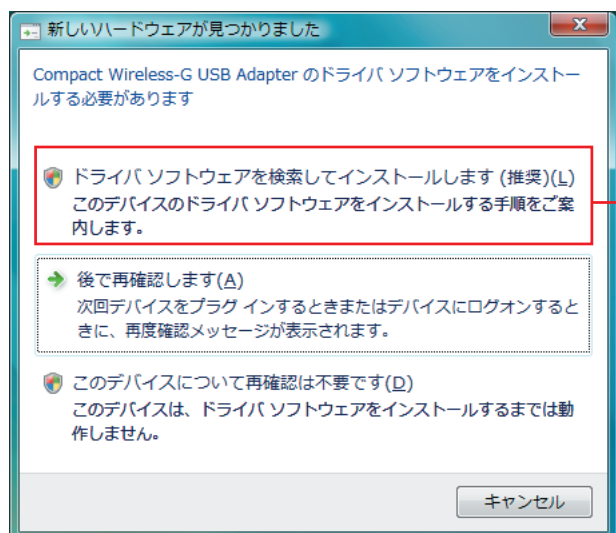 新しいハードウェアが見つかりました
Compact Wireless-G USB Adapter のドライバ ソフトウェアをインストー
ルする必要があります
ドライバ ソフトウェアを検索してインストールします (推奨)(L)
このデバイスのドライバ ソフトウェアをインストールする手順をご案
内します。
後で再確認します(A)
次回デバイスをプラグ インするときまたはデバイスにログオンすると
きに、再度確認メッセージが表示されます。
このデバイスについて再確認は不要です(D)
このデバイスは、ドライバ ソフトウェアをインストールするまでは動
作しません。
キャンセル